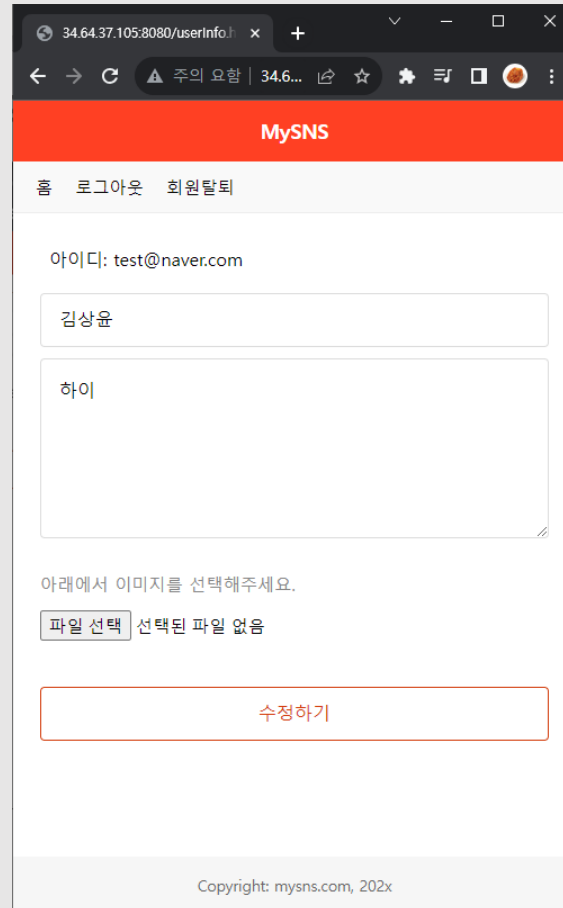 34.64.37.105:8080/userInfo.h
주의 요함 34.6...
MySNS
홈 로그아웃 회원탈퇴
아이디: test@naver.com
김상윤
하이
아래에서 이미지를 선택해주세요.
파일 선택 선택된 파일 없음
수정하기
Copyright: mysns.com, 202x